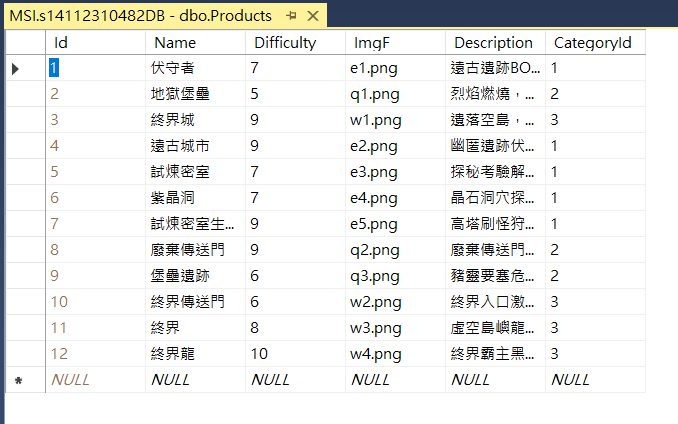 MSI.s14112310482DB - dbo.Products
Id Name Difficulty ImgF Description CategoryId
1 伏守者 7 e1.png 遠古遺跡BO... 1
2 地獄堡壘 5 q1.png 烈焰燃燒，... 2
3 終界城 9 w1.png 遺落空島，... 3
4 遠古城市 9 e2.png 幽匿遺跡伏... 1
5 試煉密室 7 e3.png 探秘考驗解... 1
6 紫晶洞 7 e4.png 晶石洞穴探... 1
7 試煉密室生... 9 e5.png 高塔刷怪狩... 1
8 廢棄傳送門 9 q2.png 廢棄傳送門... 2
9 堡壘遺跡 6 q3.png 豬靈要塞危... 2
10 終界傳送門 6 w2.png 終界入口激... 3
11 終界 8 w3.png 虛空島嶼龍... 3
12 終界龍 10 w4.png 終界霸主黑... 3
NULL NULL NULL NULL NULL NULL